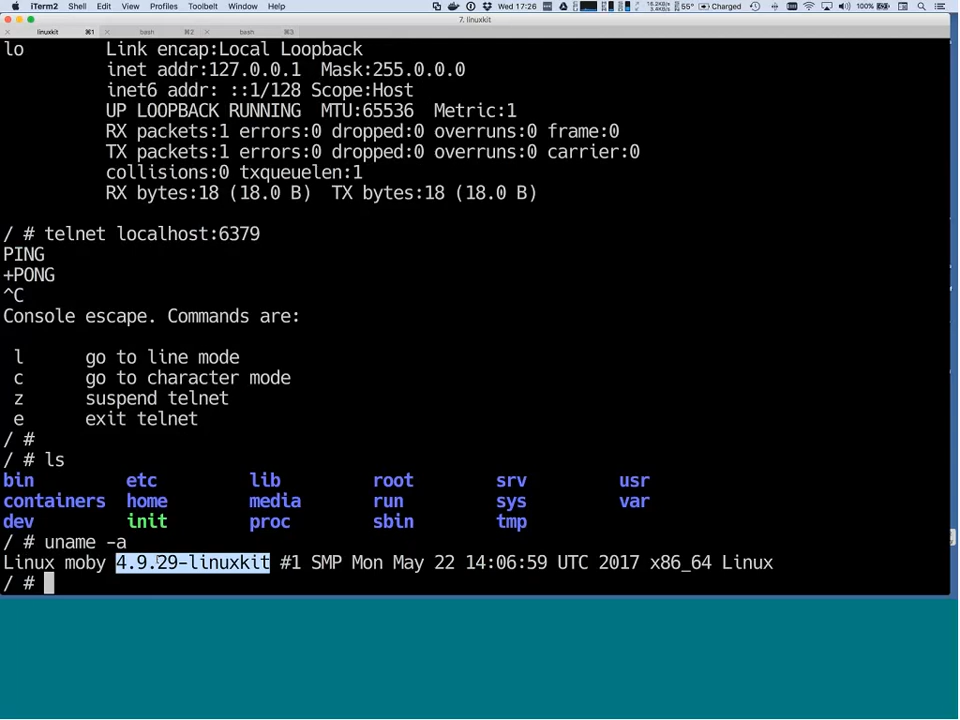 iTerm2 Shell Edit View Profiles Toolbelt Window Help 55° Charged Wed 17:26 100%
7. linuxkit
linuxkit ⌘1 bash ⌘2 bash ⌘3
lo Link encap:Local Loopback
inet addr:127.0.0.1 Mask:255.0.0.0
inet6 addr: ::1/128 Scope:Host
UP LOOPBACK RUNNING MTU:65536 Metric:1
RX packets:1 errors:0 dropped:0 overruns:0 frame:0
TX packets:1 errors:0 dropped:0 overruns:0 carrier:0
collisions:0 txqueuelen:1
RX bytes:18 (18.0 B) TX bytes:18 (18.0 B)
/ # telnet localhost:6379
PING
+PONG
^C
Console escape. Commands are:
l go to line mode
c go to character mode
z suspend telnet
e exit telnet
/ #
/ # ls
bin etc lib root srv usr
containers home media run sys var
dev init proc sbin tmp
/ # uname -a
Linux moby 4.9.29-linuxkit #1 SMP Mon May 22 14:06:59 UTC 2017 x86_64 Linux
/ #